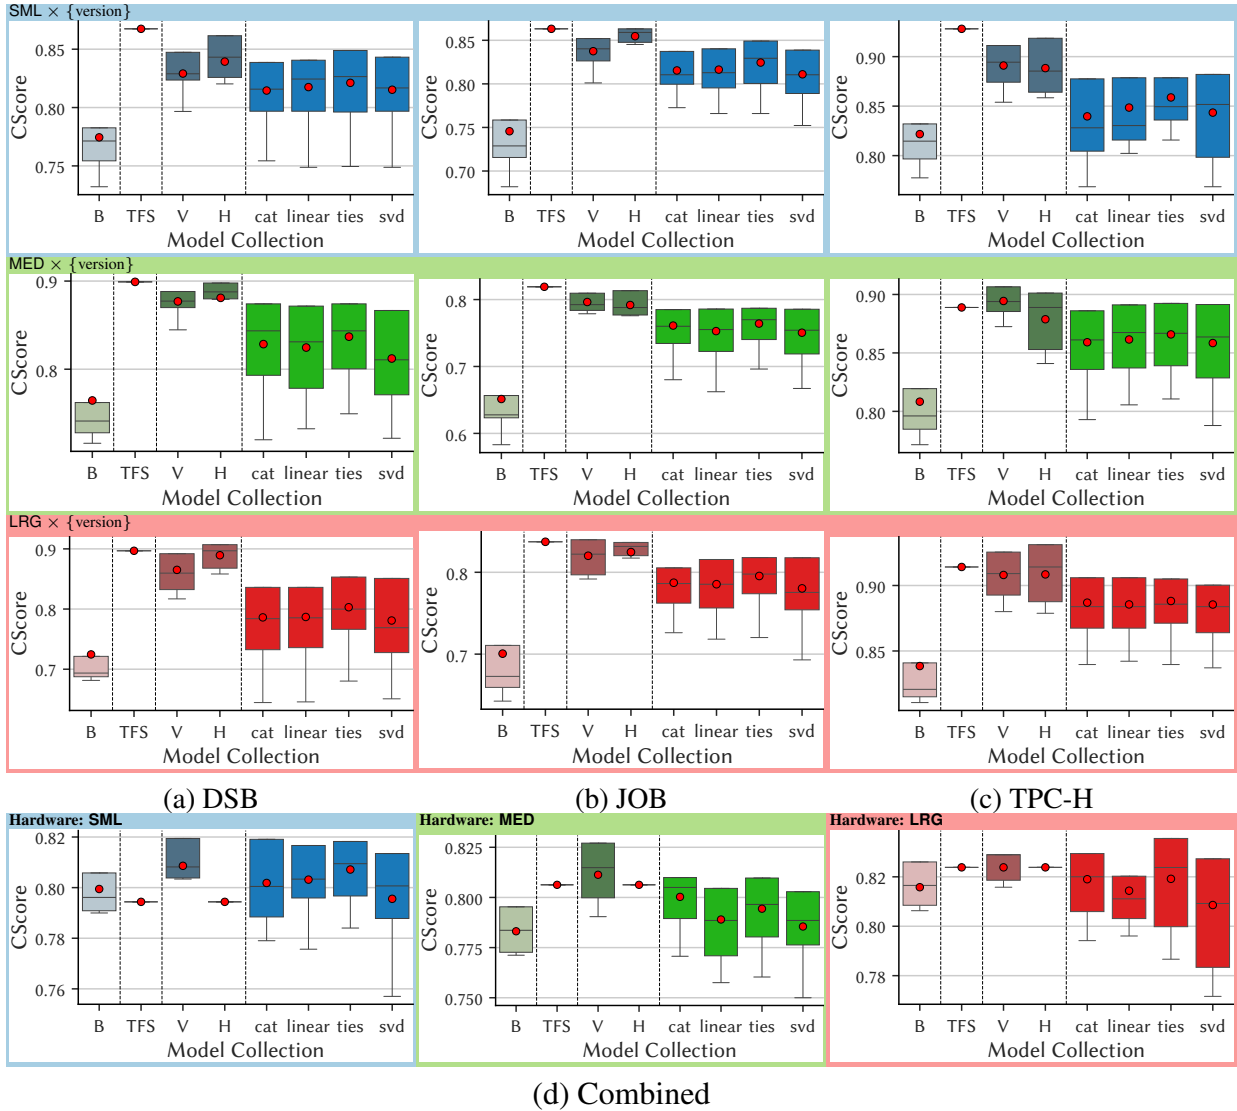 SML × {version}
CScore
0.85
0.80
0.75
B TFS V H cat linear ties svd
Model Collection
CScore
0.85
0.80
0.75
0.70
B TFS V H cat linear ties svd
Model Collection
CScore
0.90
0.85
0.80
B TFS V H cat linear ties svd
Model Collection
MED × {version}
CScore
0.9
0.8
B TFS V H cat linear ties svd
Model Collection
CScore
0.8
0.7
0.6
B TFS V H cat linear ties svd
Model Collection
CScore
0.90
0.85
0.80
B TFS V H cat linear ties svd
Model Collection
LRG × {version}
CScore
0.9
0.8
0.7
B TFS V H cat linear ties svd
Model Collection
CScore
0.8
0.7
B TFS V H cat linear ties svd
Model Collection
CScore
0.90
0.85
B TFS V H cat linear ties svd
Model Collection
(a) DSB
(b) JOB
(c) TPC-H
Hardware: SML
CScore
0.82
0.80
0.78
0.76
B TFS V H cat linear ties svd
Model Collection
Hardware: MED
CScore
0.825
0.800
0.775
0.750
B TFS V H cat linear ties svd
Model Collection
Hardware: LRG
CScore
0.82
0.80
0.78
B TFS V H cat linear ties svd
Model Collection
(d) Combined